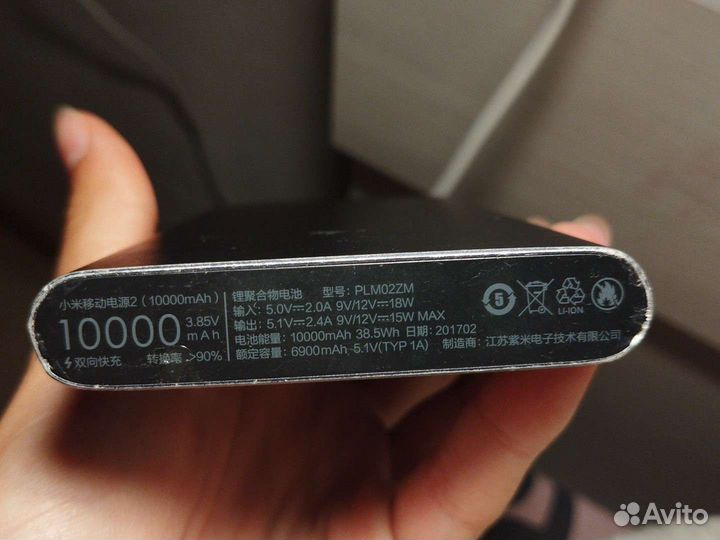 小米移动电源2 (10000mAh)
10000 3.85V mAh
双向快充 转换率 >90%
锂聚合物电池 型号: PLM02ZM
输入: 5.0V⎓2.0A 9V/12V⎓18W
输出: 5.1V⎓2.4A 9V/12V⎓15W MAX
电池能量: 10000mAh 38.5Wh 日期: 201702
额定容量: 6900mAh 5.1V(TYP 1A) 制造商: 江苏紫米电子技术有限公司
5
LI-ION
Avito